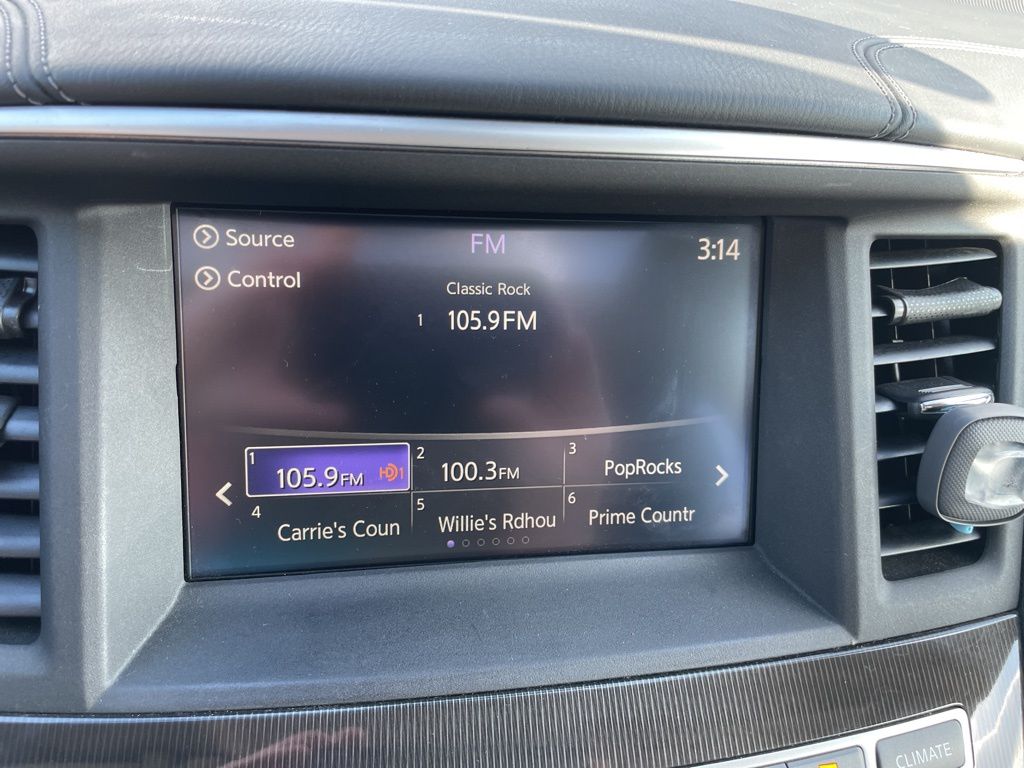 Source
FM
3:14
Control
Classic Rock
1 105.9FM
1 105.9FM HD1
2 100.3FM
3 PopRocks
4 Carrie's Coun
5 Willie's Rdhou
6 Prime Countr
CLIMATE